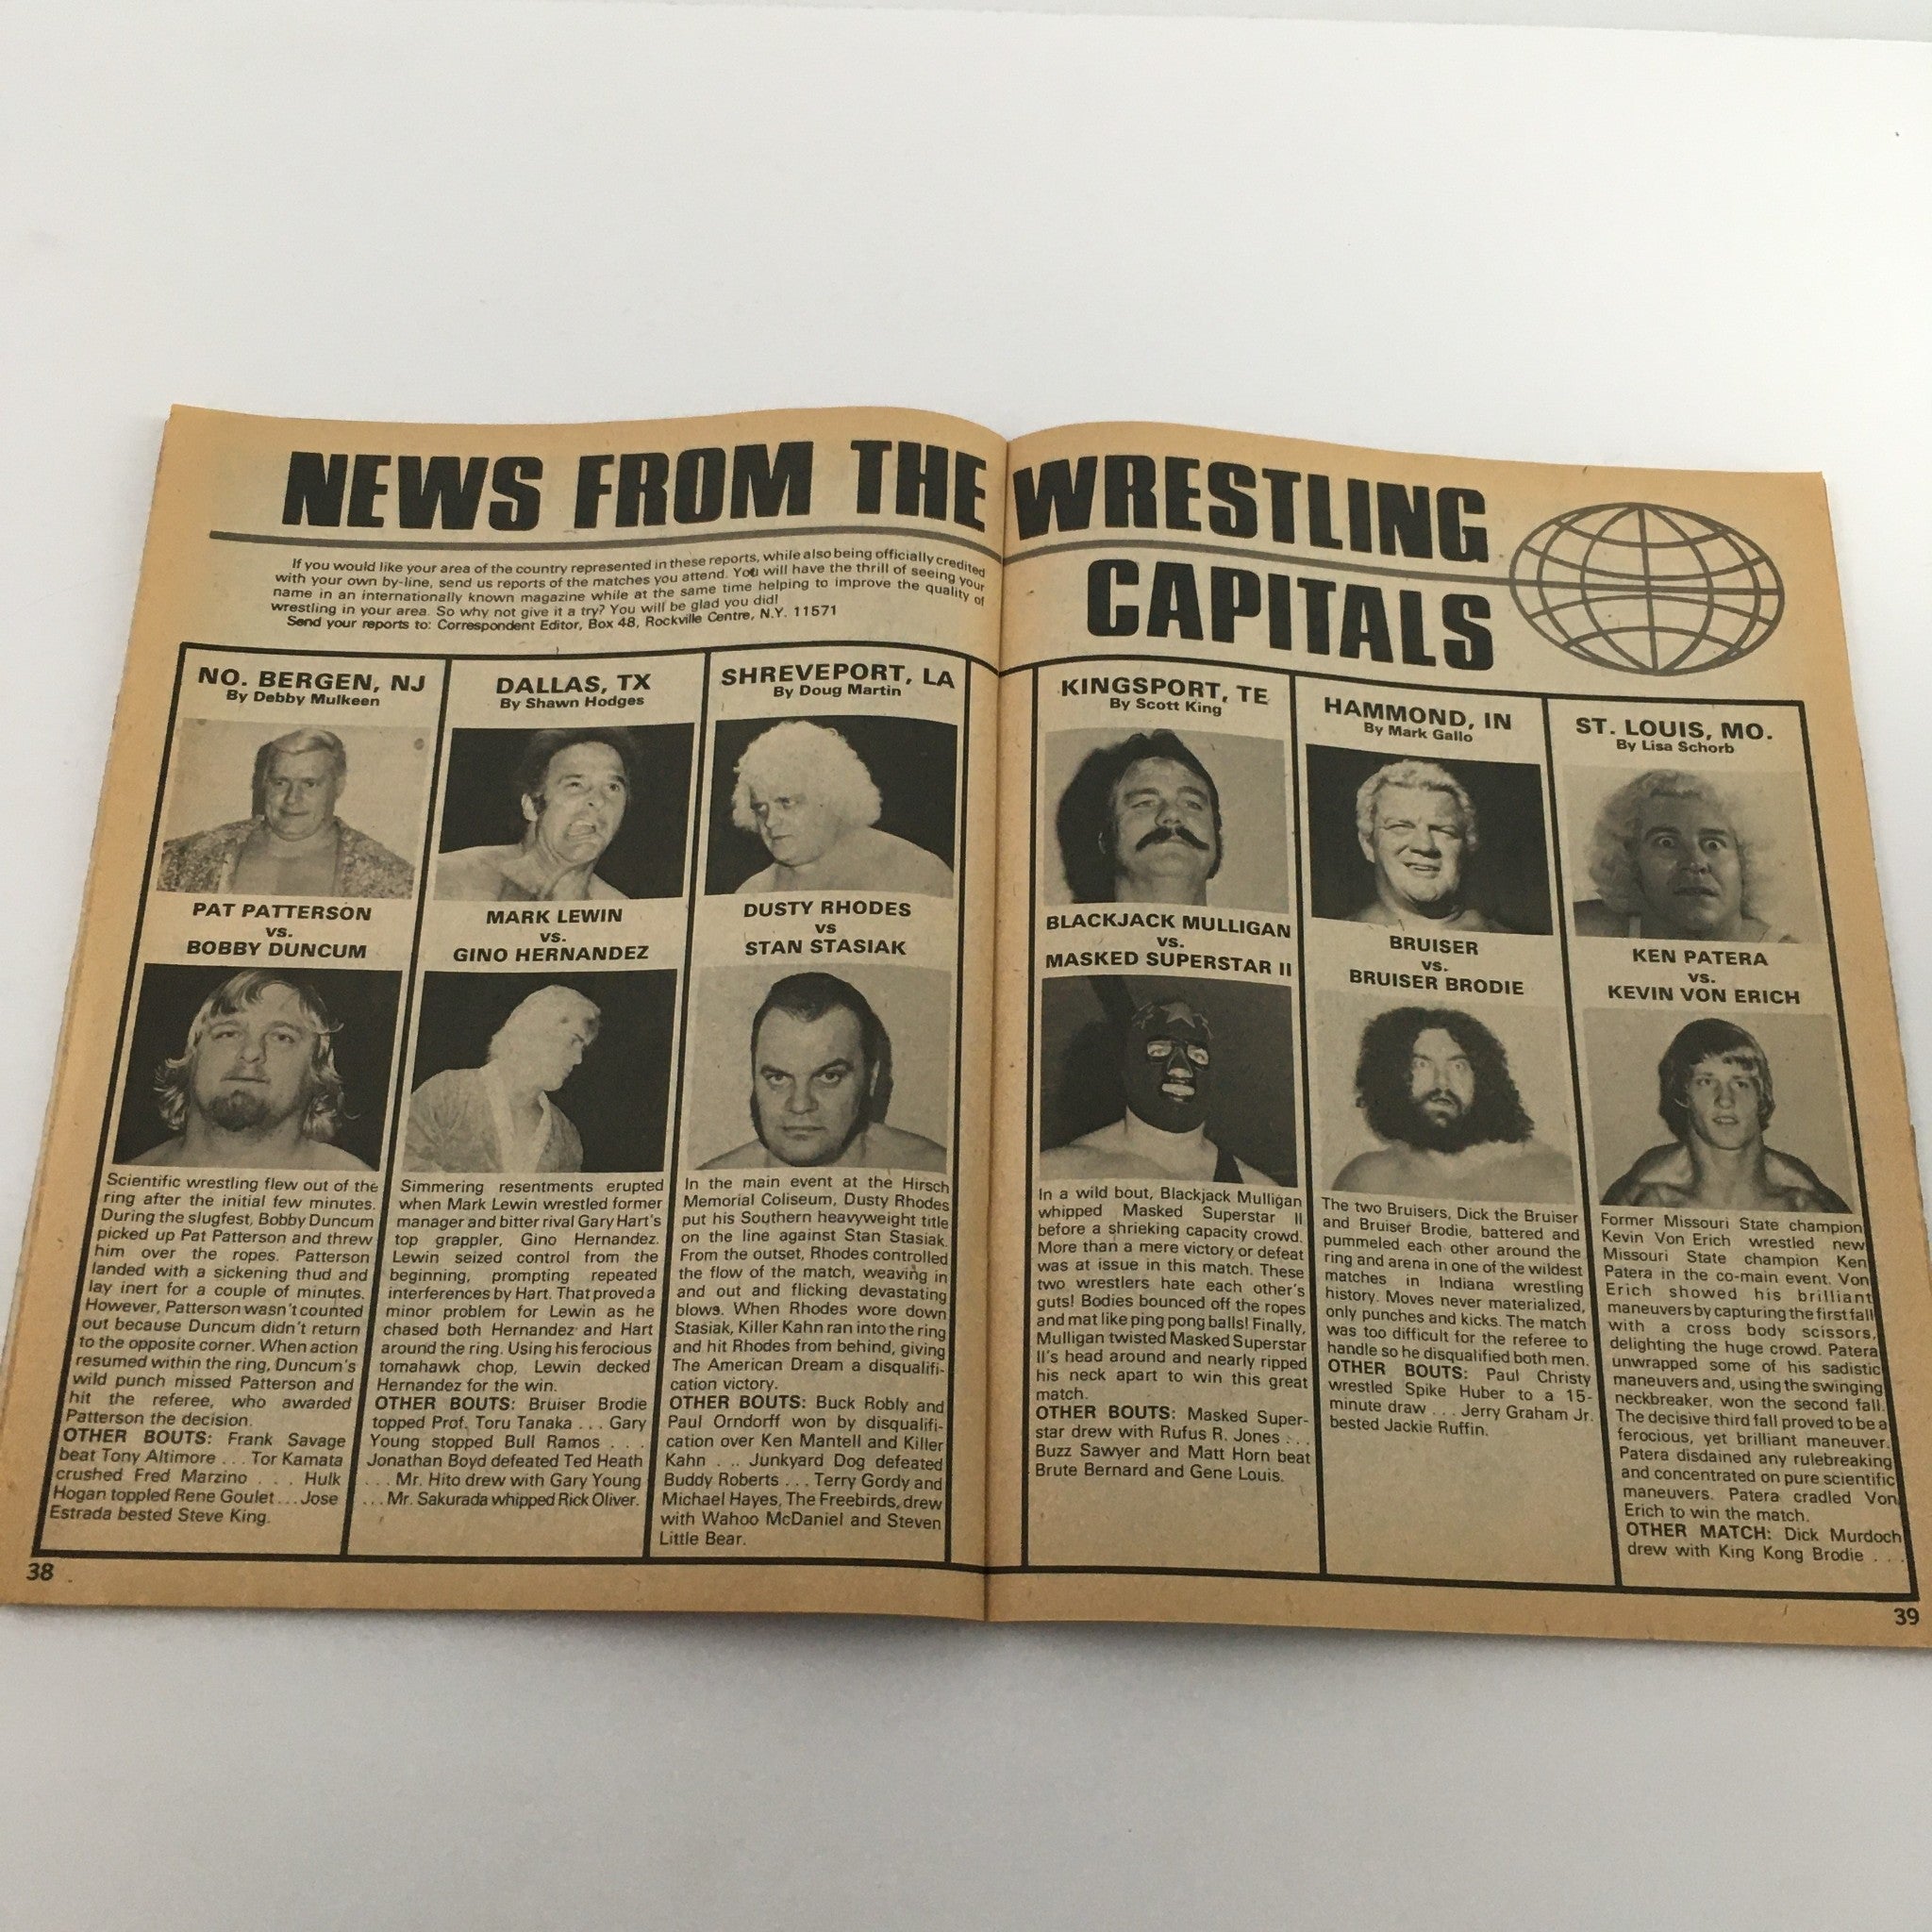 NEWS FROM THE WRESTLING
CAPITALS
If you would like your area of the country represented in these reports, while also being officially credited
with your own by-line, send us reports of the matches you attend. You will have the thrill of seeing your
name in an internationally known magazine while at the same time helping to improve the quality of
wrestling in your area. So why not give it a try? You will be glad you did!
Send your reports to: Correspondent Editor, Box 48, Rockville Centre, N.Y. 11571
NO. BERGEN, NJ
By Debby Mulkeen
PAT PATTERSON
vs.
BOBBY DUNCUM
Scientific wrestling flew out of the
ring after the initial few minutes.
During the slugfest, Bobby Duncum
picked up Pat Patterson and threw
him over the ropes. Patterson
landed with a sickening thud and
lay inert for a couple of minutes.
However, Patterson wasn't counted
out because Duncum didn't return
to the opposite corner. When action
resumed within the ring, Duncum's
wild punch missed Patterson and
hit the referee, who awarded
Patterson the decision.
OTHER BOUTS: Frank Savage
beat Tony Altimore . . . Tor Kamata
crushed Fred Marzino . . . Hulk
Hogan toppled Rene Goulet . . . Jose
Estrada bested Steve King.
DALLAS, TX
By Shawn Hodges
MARK LEWIN
vs.
GINO HERNANDEZ
Simmering resentments erupted
when Mark Lewin wrestled former
manager and bitter rival Gary Hart's
top grappler, Gino Hernandez.
Lewin seized control from the
beginning, prompting repeated
interferences by Hart. That proved a
minor problem for Lewin as he
chased both Hernandez and Hart
around the ring. Using his ferocious
tomahawk chop, Lewin decked
Hernandez for the win.
OTHER BOUTS: Bruiser Brodie
topped Prof. Toru Tanaka . . . Gary
Young stopped Bull Ramos . . .
Jonathan Boyd defeated Ted Heath
. . . Mr. Hito drew with Gary Young
. . . Mr. Sakurada whipped Rick Oliver.
SHREVEPORT, LA
By Doug Martin
DUSTY RHODES
vs
STAN STASIAK
In the main event at the Hirsch
Memorial Coliseum, Dusty Rhodes
put his Southern heavyweight title
on the line against Stan Stasiak.
From the outset, Rhodes controlled
the flow of the match, weaving in
and out and flicking devastating
blows. When Rhodes wore down
Stasiak, Killer Kahn ran into the ring
and hit Rhodes from behind, giving
The American Dream a disqualifi-
cation victory.
OTHER BOUTS: Buck Robly and
Paul Orndorff won by disqualifi-
cation over Ken Mantell and Killer
Kahn . . . Junkyard Dog defeated
Buddy Roberts . . . Terry Gordy and
Michael Hayes, The Freebirds, drew
with Wahoo McDaniel and Steven
Little Bear.
38
KINGSPORT, TE
By Scott King
BLACKJACK MULLIGAN
vs.
MASKED SUPERSTAR II
In a wild bout, Blackjack Mulligan
whipped Masked Superstar II
before a shrieking capacity crowd.
More than a mere victory or defeat
was at issue in this match. These
two wrestlers hate each other's
guts! Bodies bounced off the ropes
and mat like ping pong balls! Finally,
Mulligan twisted Masked Superstar
II's head around and nearly ripped
his neck apart to win this great
match.
OTHER BOUTS: Masked Super-
star drew with Rufus R. Jones . . .
Buzz Sawyer and Matt Horn beat
Brute Bernard and Gene Louis.
HAMMOND, IN
By Mark Gallo
BRUISER
vs.
BRUISER BRODIE
The two Bruisers, Dick the Bruiser
and Bruiser Brodie, battered and
pummeled each other around the
ring and arena in one of the wildest
matches in Indiana wrestling
history. Moves never materialized,
only punches and kicks. The match
was too difficult for the referee to
handle so he disqualified both men.
OTHER BOUTS: Paul Christy
wrestled Spike Huber to a 15-
minute draw . . . Jerry Graham Jr.
bested Jackie Ruffin.
ST. LOUIS, MO.
By Lisa Schorb
KEN PATERA
vs.
KEVIN VON ERICH
Former Missouri State champion
Kevin Von Erich wrestled new
Missouri State champion Ken
Patera in the co-main event. Von
Erich showed his brilliant
maneuvers by capturing the first fall
with a cross body scissors,
delighting the huge crowd. Patera
unwrapped some of his sadistic
maneuvers and, using the swinging
neckbreaker, won the second fall.
The decisive third fall proved to be a
ferocious, yet brilliant maneuver.
Patera disdained any rulebreaking
and concentrated on pure scientific
maneuvers. Patera cradled Von
Erich to win the match.
OTHER MATCH: Dick Murdoch
drew with King Kong Brodie . . .
39